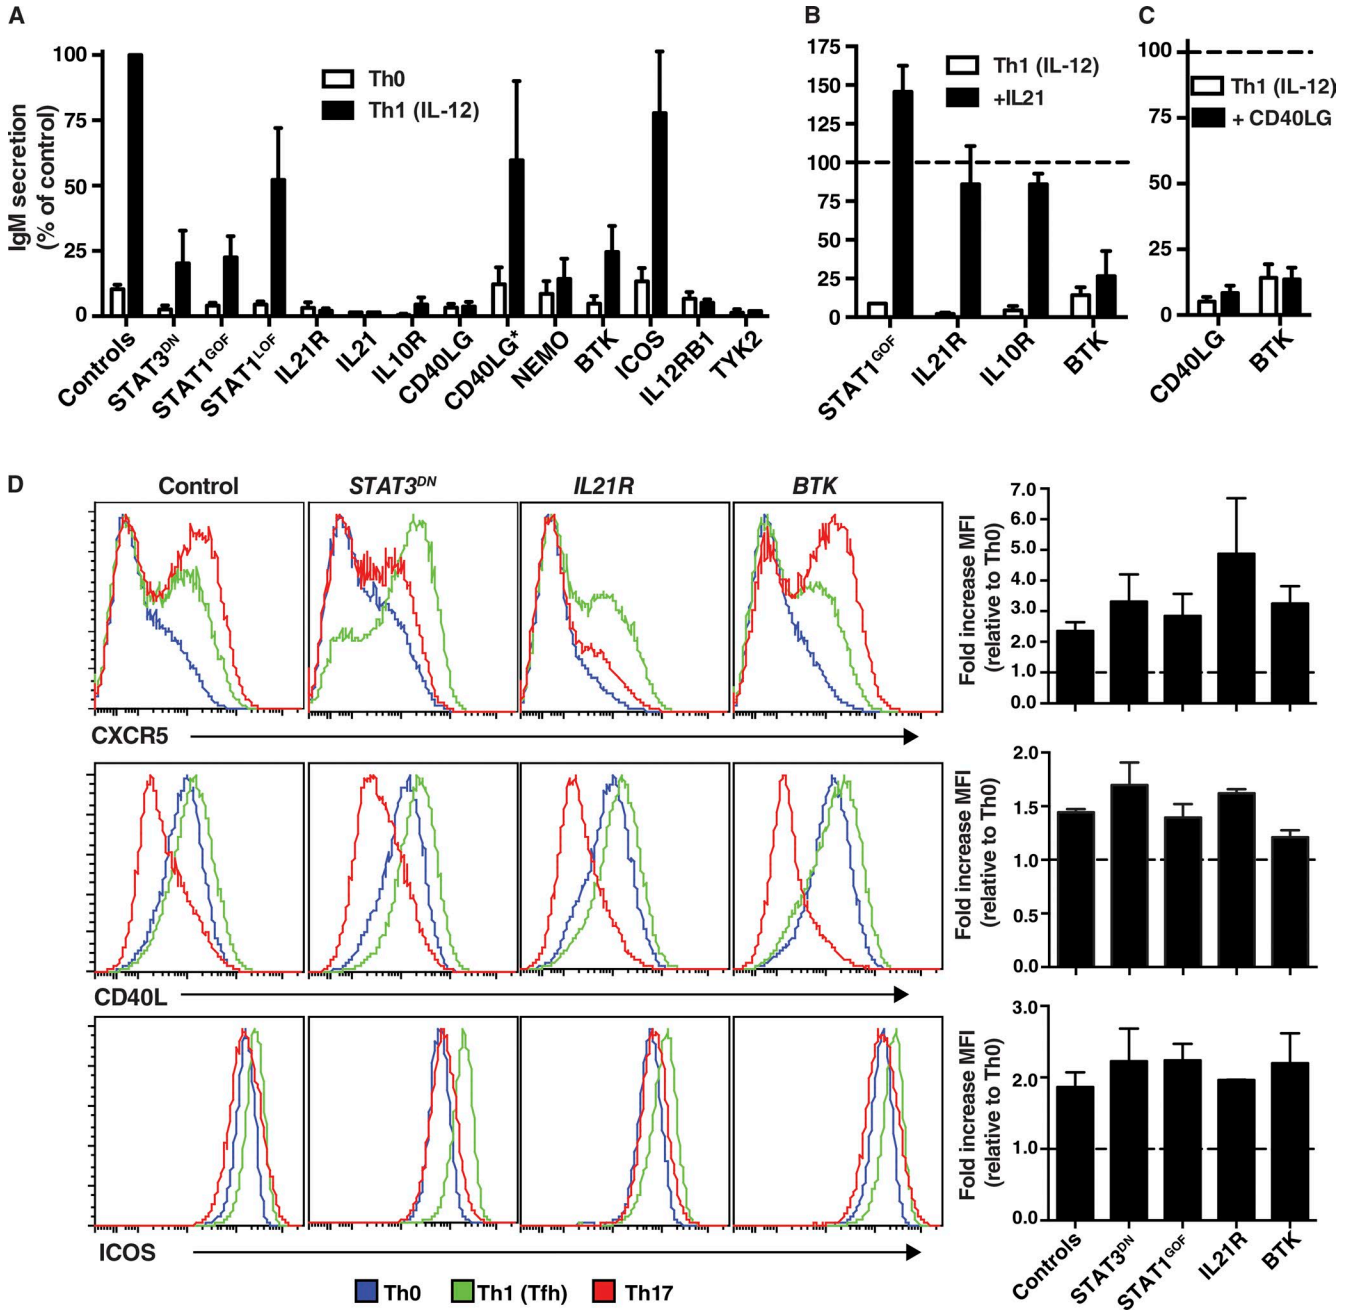 A
IgM secretion
(% of control)
100
75
50
25
0
Th0
Th1 (IL-12)
Controls
STAT3DN
STAT1GOF
STAT1LOF
IL21R
IL21
IL10R
CD40LG
CD40LG*
NEMO
BTK
ICOS
IL12RB1
TYK2
B
175
150
125
100
75
50
25
0
Th1 (IL-12)
+IL21
STAT1GOF
IL21R
IL10R
BTK
C
100
75
50
25
0
Th1 (IL-12)
+ CD40LG
CD40LG
BTK
D
Control
STAT3DN
IL21R
BTK
CXCR5
Fold increase MFI
(relative to Th0)
7.0
6.0
5.0
4.0
3.0
2.0
1.0
0.0
CD40L
Fold increase MFI
(relative to Th0)
2.0
1.5
1.0
0.5
0.0
ICOS
Fold increase MFI
(relative to Th0)
3.0
2.0
1.0
0.0
Controls
STAT3DN
STAT1GOF
IL21R
BTK
Th0
Th1 (Tfh)
Th17